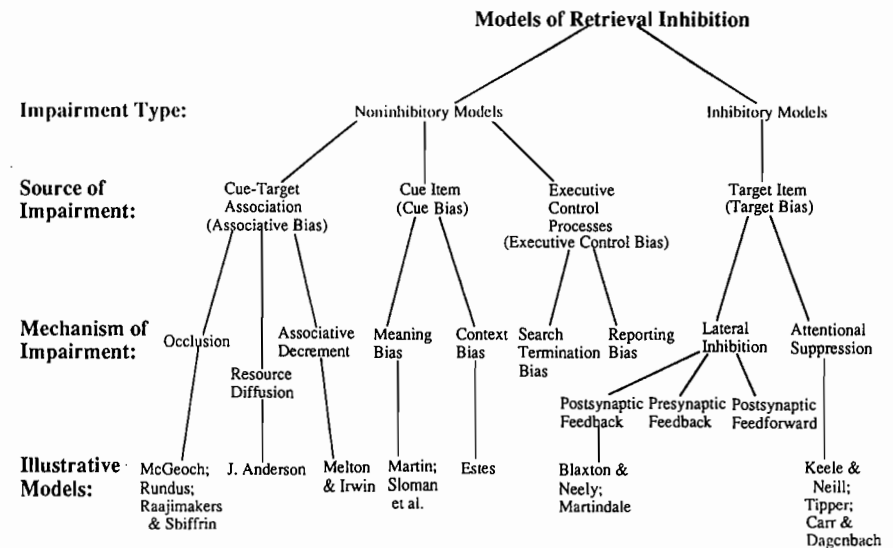 Models of Retrieval Inhibition
Impairment Type:
Noninhibitory Models
Inhibitory Models
Source of
Impairment:
Cue-Target
Association
(Associative Bias)
Cue Item
(Cue Bias)
Executive
Control
Processes
(Executive Control Bias)
Target Item
(Target Bias)
Mechanism of
Impairment:
Occlusion
Resource
Diffusion
Associative
Decrement
Meaning
Bias
Context
Bias
Search
Termination
Bias
Reporting
Bias
Lateral
Inhibition
Attentional
Suppression
Postsynaptic
Feedback
Presynaptic
Feedback
Postsynaptic
Feedforward
Illustrative
Models:
McGeoch;
Rundus;
Raajimakers
& Shiffrin
J. Anderson
Melton
& Irwin
Martin;
Sloman
et al.
Estes
Blaxton &
Neely;
Martindale
Keele &
Neill;
Tipper;
Carr &
Dagenbach